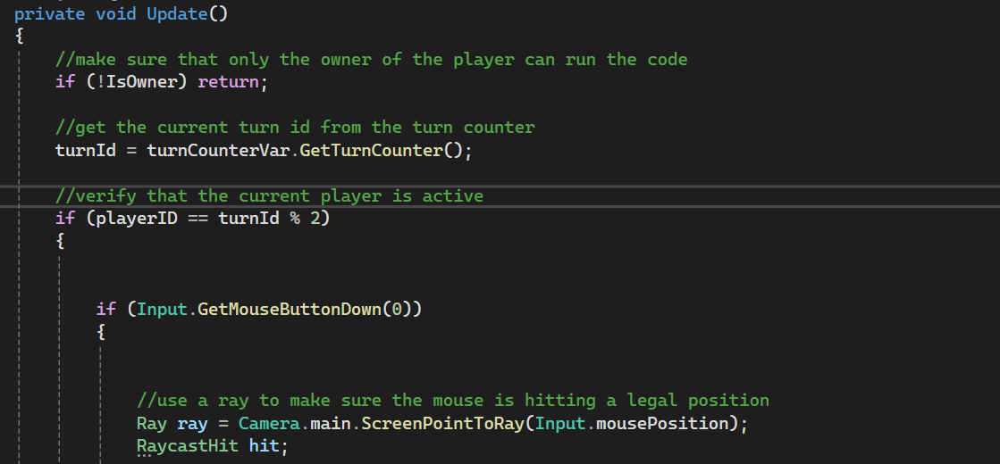 private void Update()
{
//make sure that only the owner of the player can run the code
if (!IsOwner) return;
//get the current turn id from the turn counter
turnId = turnCounterVar.GetTurnCounter();
//verify that the current player is active
if (playerID == turnId % 2)
{
if (Input.GetMouseButtonDown(0))
{
//use a ray to make sure the mouse is hitting a legal position
Ray ray = Camera.main.ScreenPointToRay(Input.mousePosition);
RaycastHit hit;